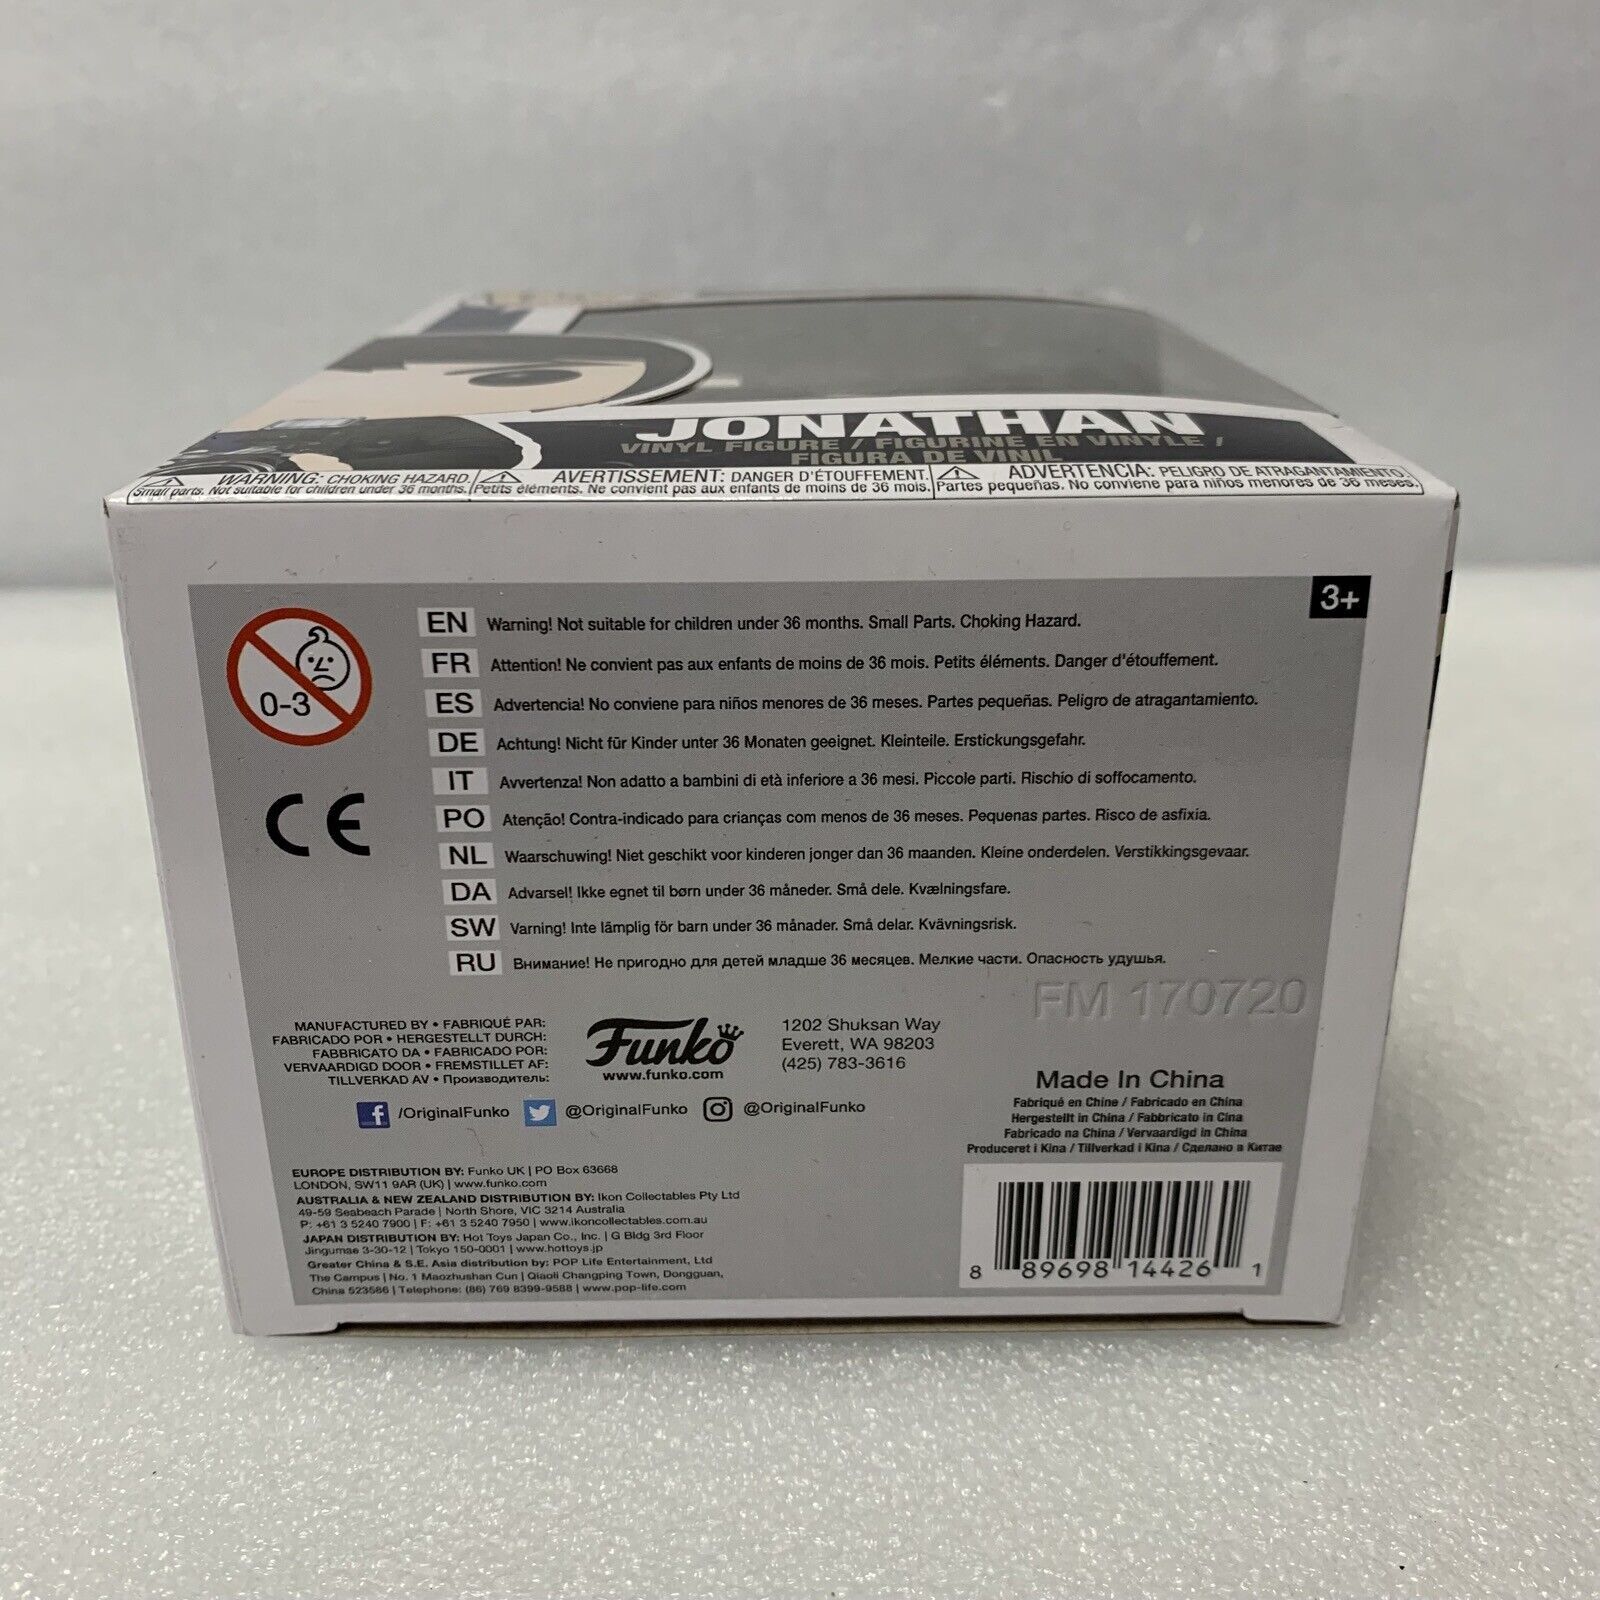 JONATHAN
VINYL FIGURE / FIGURINE EN VINYLE /
FIGURA DE VINIL
WARNING: CHOKING HAZARD.
Small parts. Not suitable for children under 36 months.
AVERTISSEMENT: DANGER D'ÉTOUFFEMENT.
Petits éléments. Ne convient pas aux enfants de moins de 36 mois.
ADVERTENCIA: PELIGRO DE ATRAGANTAMIENTO
Partes pequeñas. No conviene para niños menores de 36 meses.
3+
0-3
CE
EN Warning! Not suitable for children under 36 months. Small Parts. Choking Hazard.
FR Attention! Ne convient pas aux enfants de moins de 36 mois. Petits éléments. Danger d'étouffement.
ES Advertencia! No conviene para niños menores de 36 meses. Partes pequeñas. Peligro de atragantamiento.
DE Achtung! Nicht für Kinder unter 36 Monaten geeignet. Kleinteile. Erstickungsgefahr.
IT Avvertenza! Non adatto a bambini di età inferiore a 36 mesi. Piccole parti. Rischio di soffocamento.
PO Atenção! Contra-indicado para crianças com menos de 36 meses. Pequenas partes. Risco de asfixia.
NL Waarschuwing! Niet geschikt voor kinderen jonger dan 36 maanden. Kleine onderdelen. Verstikkingsgevaar.
DA Advarsel! Ikke egnet til børn under 36 måneder. Små dele. Kvælningsfare.
SW Varning! Inte lämplig för barn under 36 månader. Små delar. Kvävningsrisk.
RU Внимание! Не пригодно для детей младше 36 месяцев. Мелкие части. Опасность удушья.
FM 170720
MANUFACTURED BY • FABRIQUÉ PAR:
FABRICADO POR • HERGESTELLT DURCH:
FABBRICATO DA • FABRICADO POR:
VERVAARDIGD DOOR • FREMSTILLET AF:
TILLVERKAD AV • Производитель:
Funko
www.funko.com
1202 Shuksan Way
Everett, WA 98203
(425) 783-3616
/OriginalFunko @OriginalFunko @OriginalFunko
Made In China
Fabriqué en Chine / Fabricado en China
Hergestellt in China / Fabbricato in Cina
Fabricado na China / Vervaardigd in China
Produceret i Kina / Tillverkad i Kina / Сделано в Китае
EUROPE DISTRIBUTION BY: Funko UK | PO Box 63668
LONDON, SW11 9AR (UK) | www.funko.com
AUSTRALIA & NEW ZEALAND DISTRIBUTION BY: Ikon Collectables Pty Ltd
49-59 Seabeach Parade | North Shore, VIC 3214 Australia
P: +61 3 5240 7900 | F: +61 3 5240 7950 | www.ikoncollectables.com.au
JAPAN DISTRIBUTION BY: Hot Toys Japan Co., Inc. | G Bldg 3rd Floor
Jingumae 3-30-12 | Tokyo 150-0001 | www.hottoys.jp
Greater China & S.E. Asia distribution by: POP Life Entertainment, Ltd
The Campus | No. 1 Maozhushan Cun | Qiaoli Changping Town, Dongguan,
China 523586 | Telephone: (86) 769 8399-9588 | www.pop-life.com
8 89698 14426 1